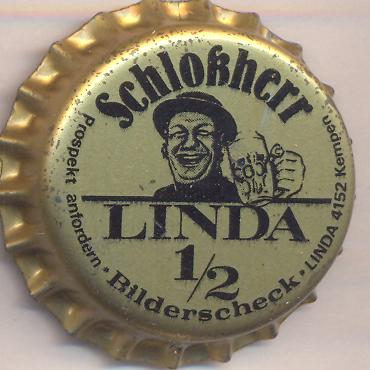 Schloßherr
LINDA
1/2
Prospekt anfordern · Bilderscheck · LINDA 4152 Kempen